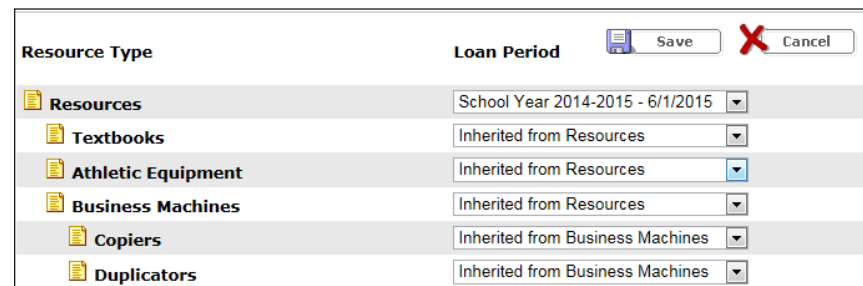 Resource Type Loan Period Save Cancel
Resources School Year 2014-2015 - 6/1/2015
Textbooks Inherited from Resources
Athletic Equipment Inherited from Resources
Business Machines Inherited from Resources
Copiers Inherited from Business Machines
Duplicators Inherited from Business Machines